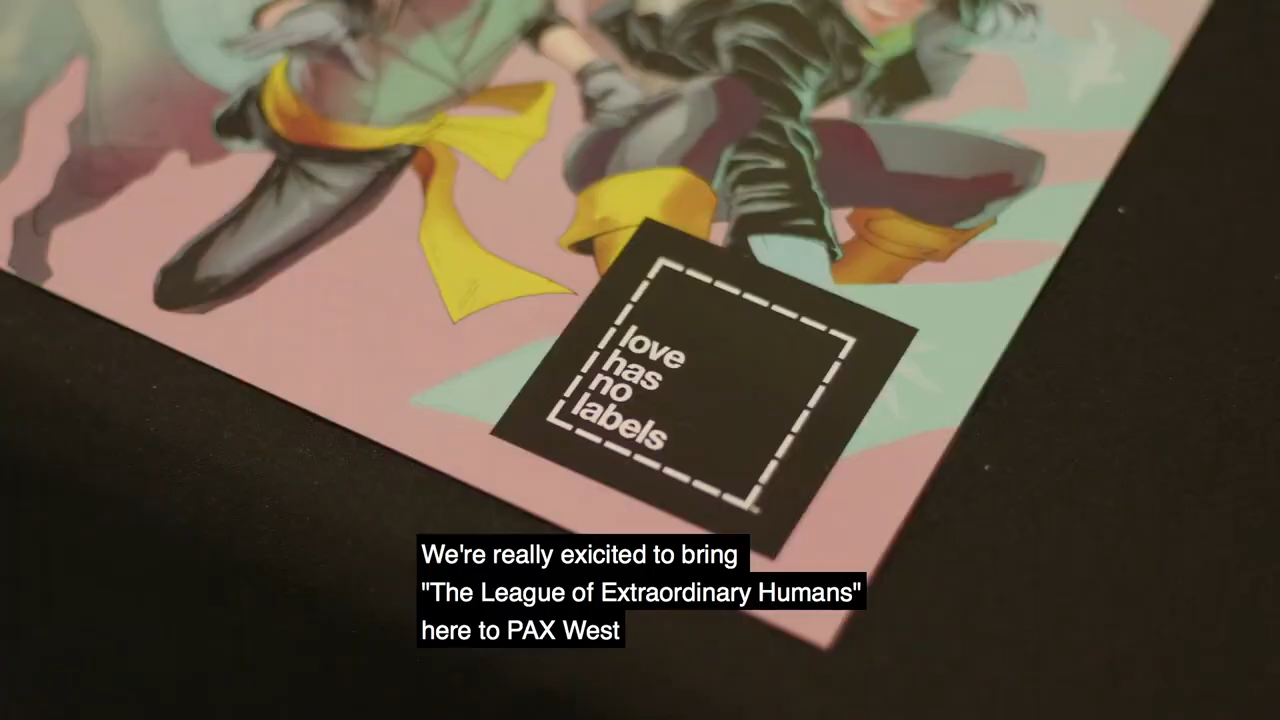 love
has
no
labels
We're really exicited to bring
"The League of Extraordinary Humans"
here to PAX West